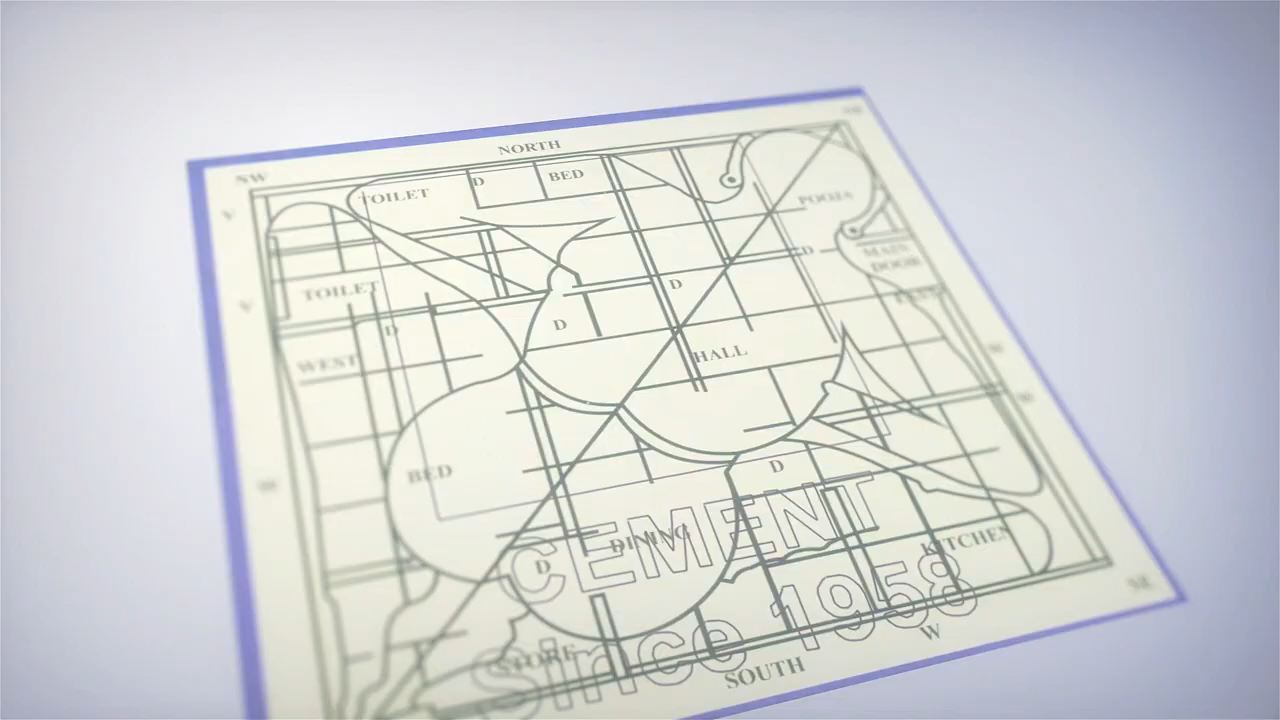 NORTH
NW
TOILET
D
BED
POOJA
D
MAIN
DOOR
TOILET
D
D
D
WEST
HALL
BED
D
CEMENT
DINING
D
KITCHEN
since 1958
STORE
W
SOUTH